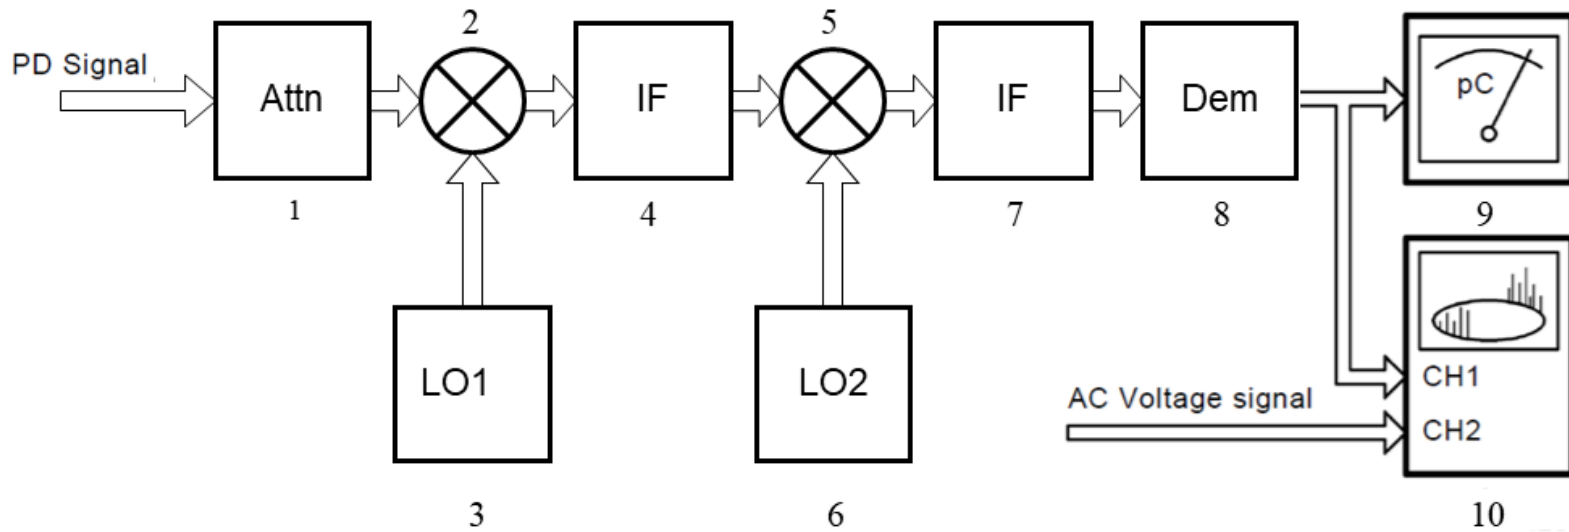 2
5
PD Signal
Attn
IF
IF
Dem
pC
1
4
7
8
9
LO1
LO2
CH1
AC Voltage signal
CH2
3
6
10